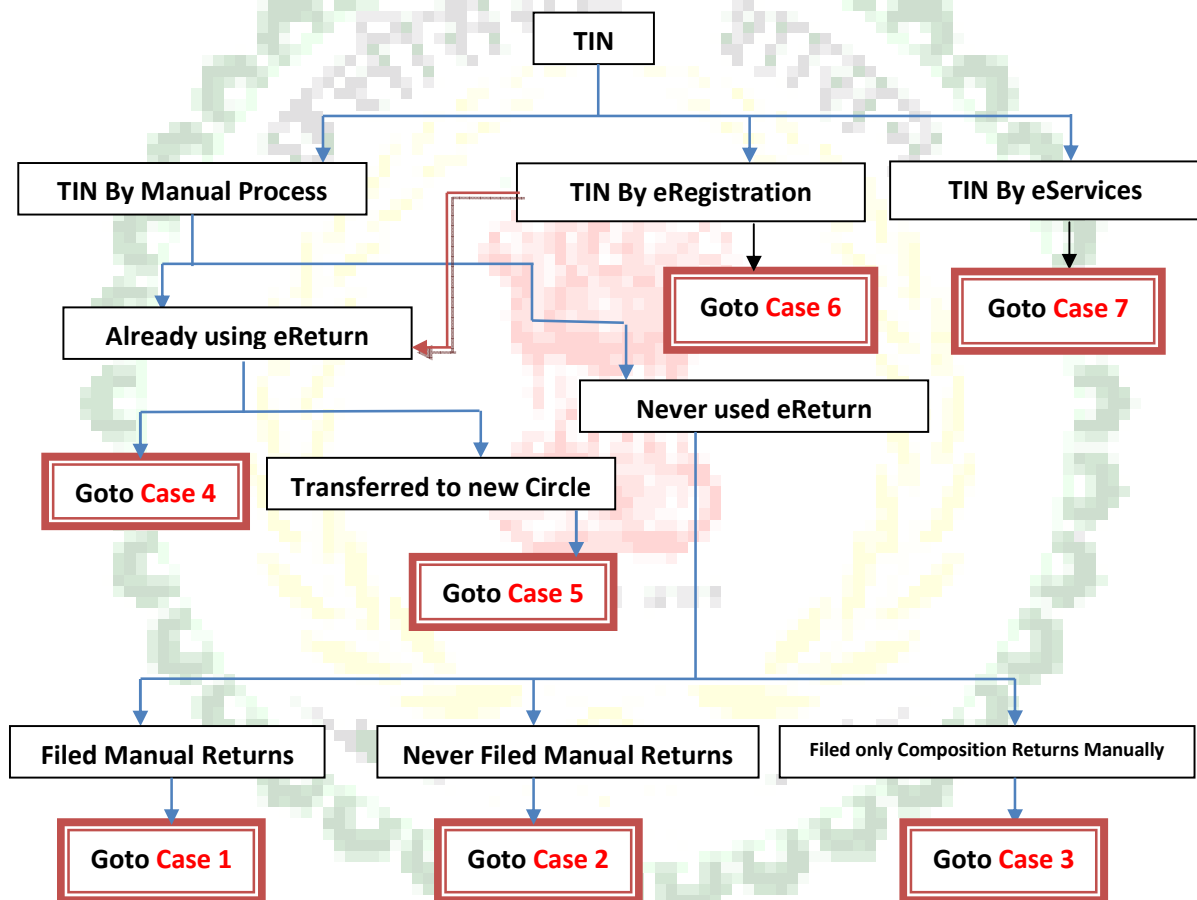 TIN
TIN By Manual Process
TIN By eRegistration
TIN By eServices
Goto Case 6
Goto Case 7
Already using eReturn
Never used eReturn
Goto Case 4
Transferred to new Circle
Goto Case 5
Filed Manual Returns
Never Filed Manual Returns
Filed only Composition Returns Manually
Goto Case 1
Goto Case 2
Goto Case 3